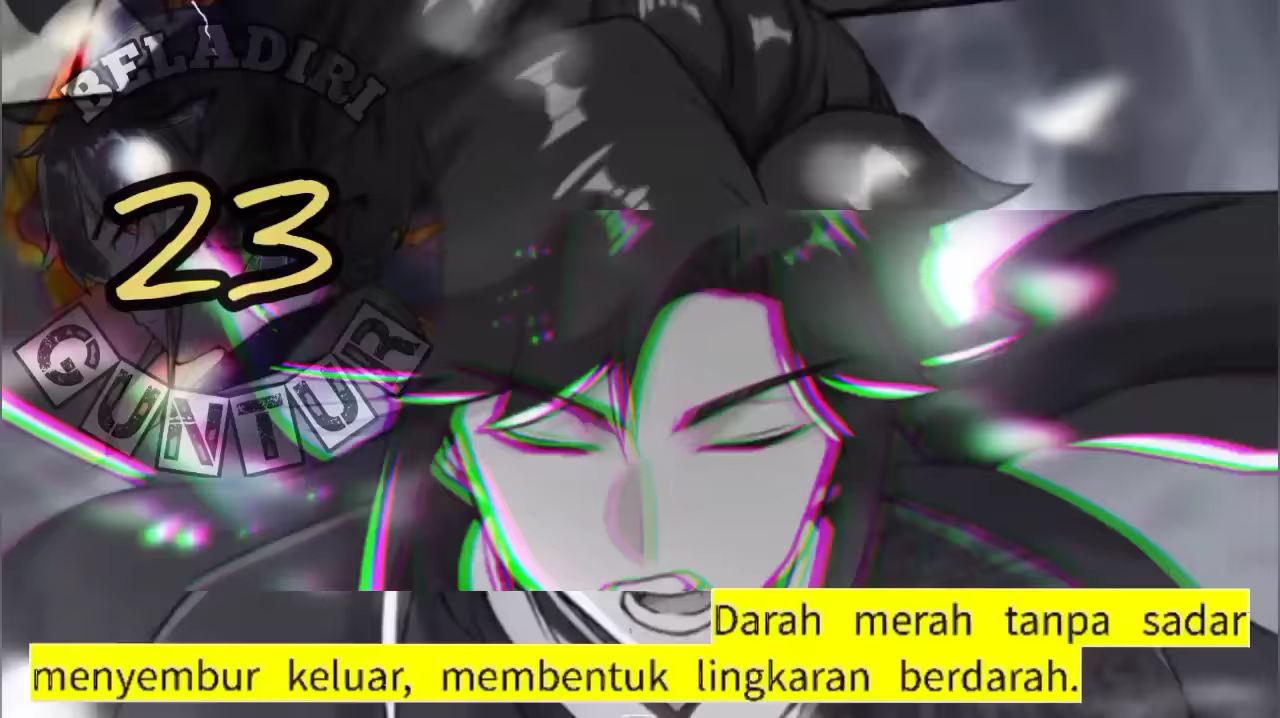 BELADIRI
23
GUNTUR
Darah merah tanpa sadar
menyembur keluar, membentuk lingkaran berdarah.